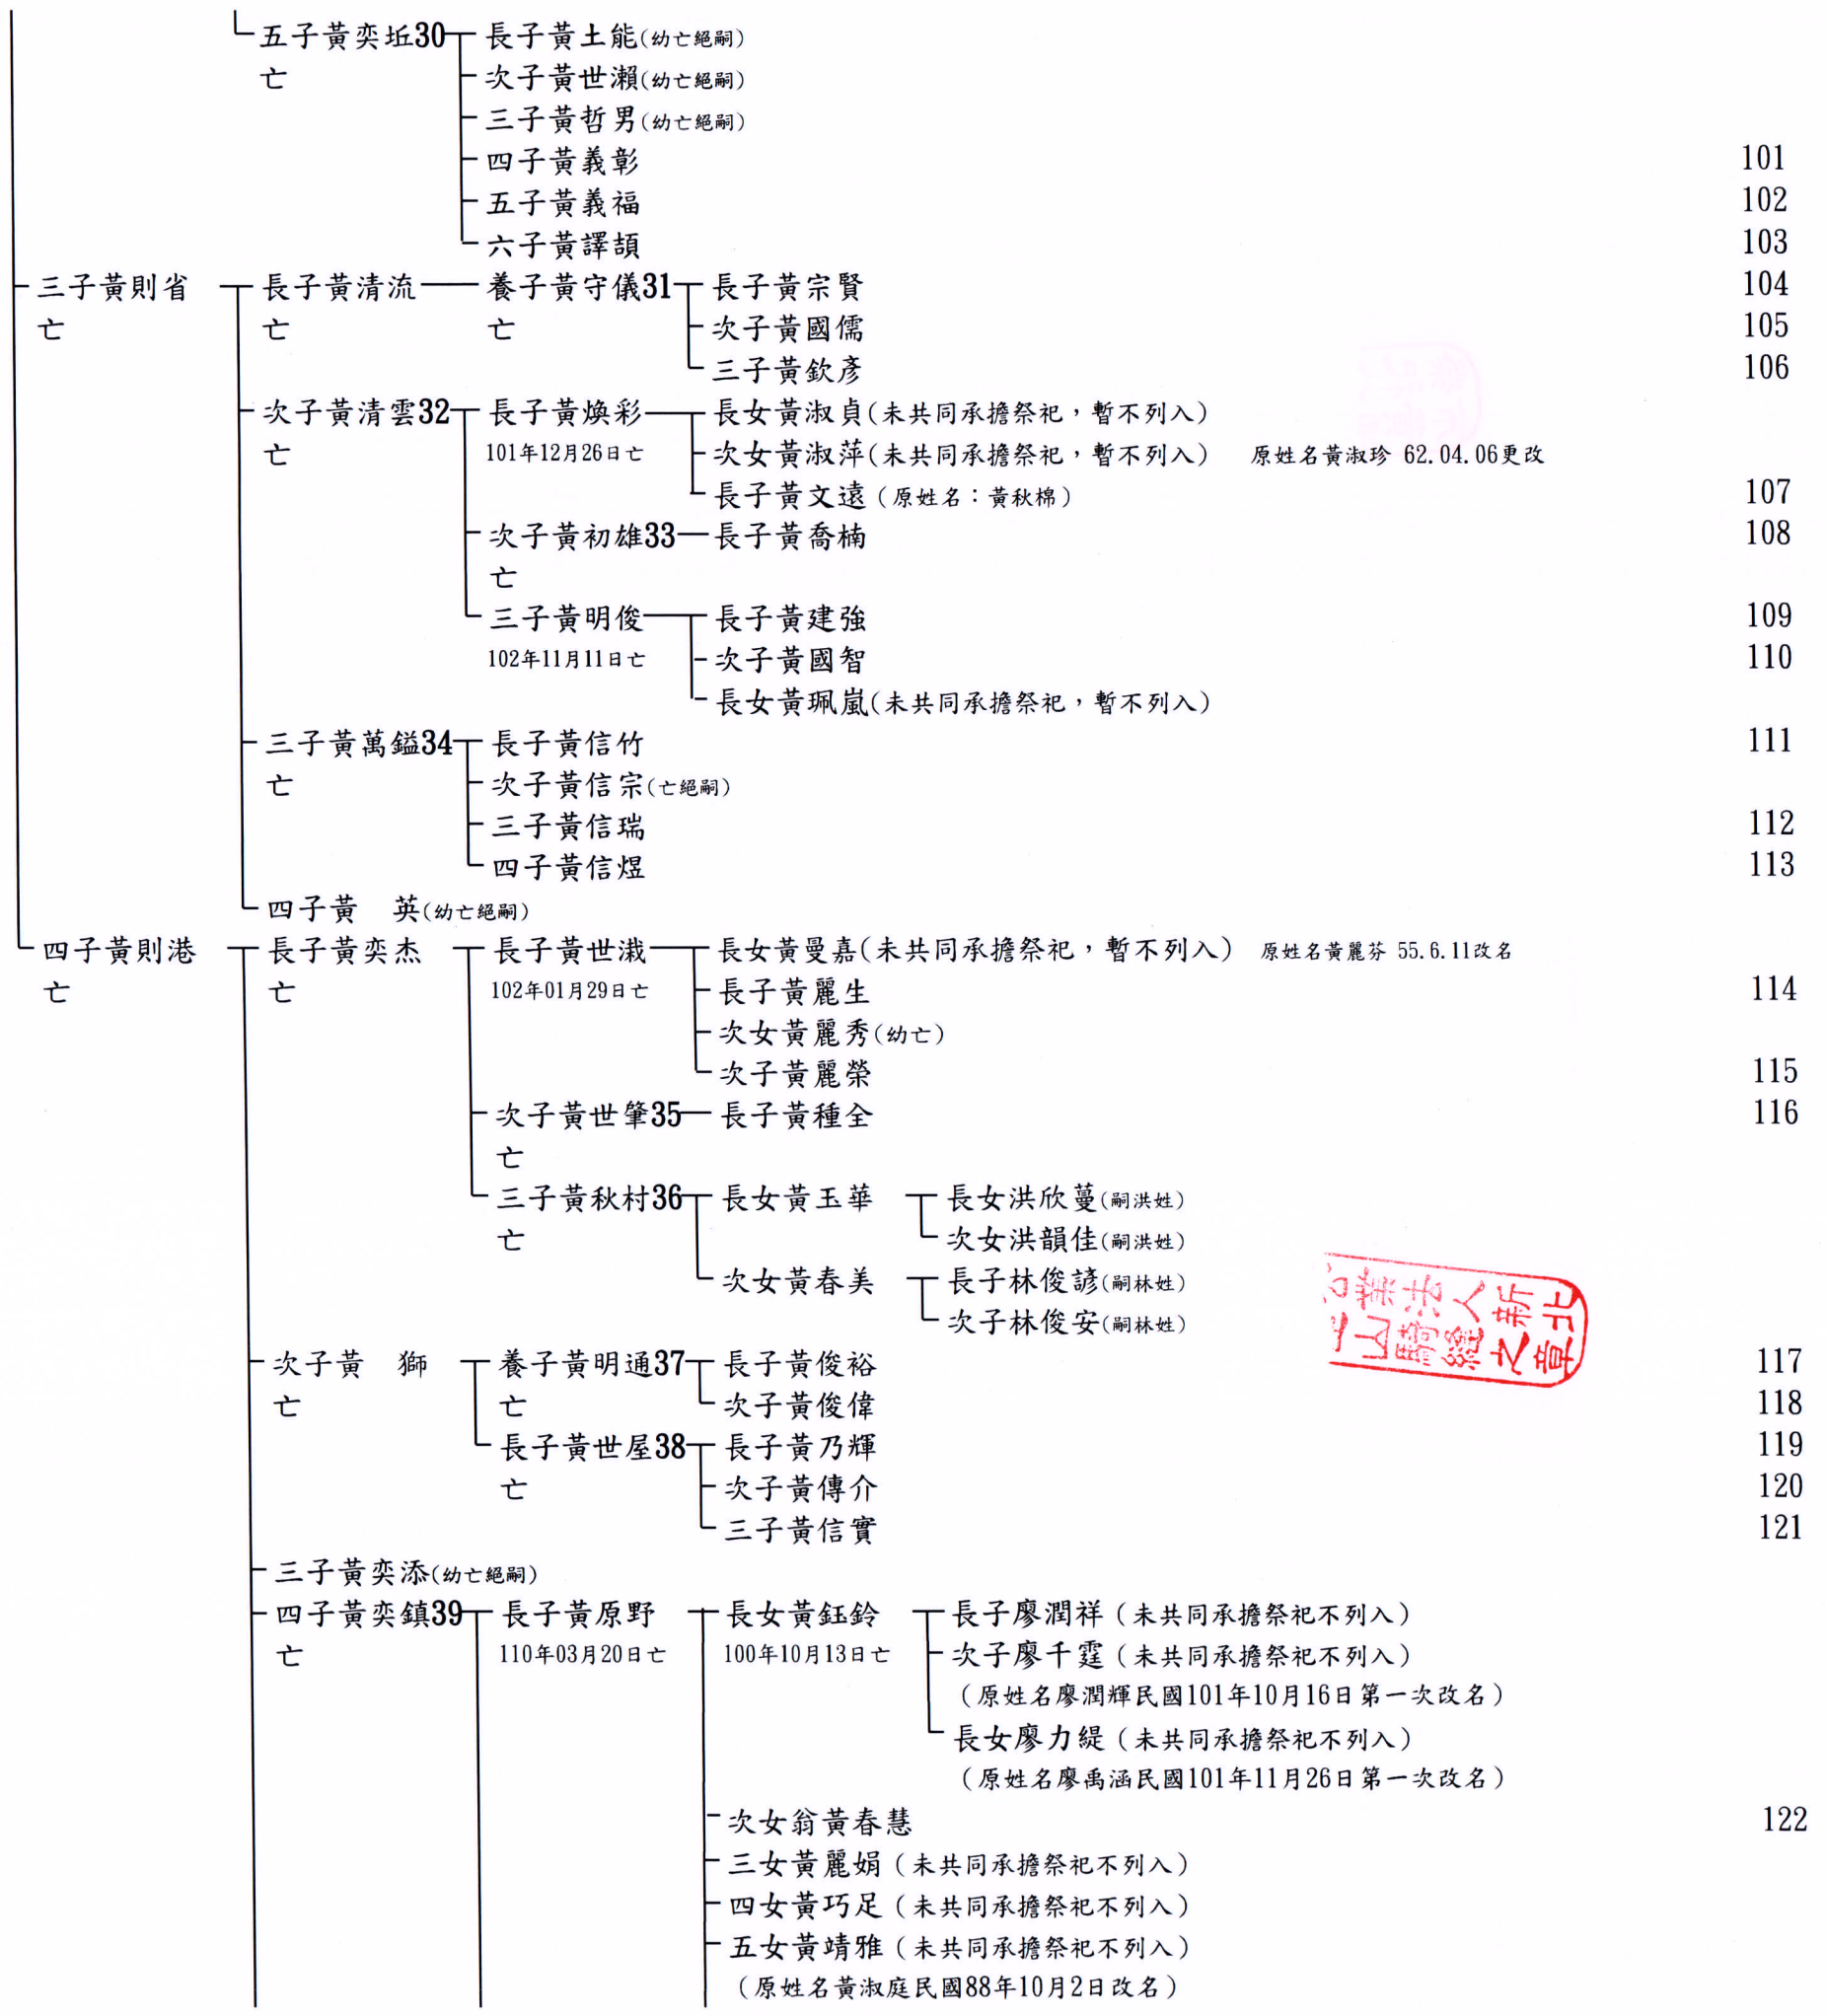 五子黃奕坵30 長子黃土能(幼亡絕嗣)
亡 次子黃世瀨(幼亡絕嗣)
三子黃哲男(幼亡絕嗣)
四子黃義彰 101
五子黃義福 102
六子黃譯頡 103
三子黃則省 長子黃清流 養子黃守儀31 長子黃宗賢 104
亡 亡 亡 次子黃國儒 105
三子黃欽彥 106
次子黃清雲32 長子黃煥彩 長女黃淑貞(未共同承擔祭祀,暫不列入)
亡 101年12月26日亡 次女黃淑萍(未共同承擔祭祀,暫不列入) 原姓名黃淑珍 62.04.06更改
長子黃文遠(原姓名:黃秋棉) 107
次子黃初雄33 長子黃喬楠 108
亡
三子黃明俊 長子黃建強 109
102年11月11日亡 次子黃國智 110
長女黃珮嵐(未共同承擔祭祀,暫不列入)
三子黃萬鎰34 長子黃信竹 111
亡 次子黃信宗(亡絕嗣)
三子黃信瑞 112
四子黃信煜 113
四子黃 英(幼亡絕嗣)
四子黃則港 長子黃奕杰 長子黃世溨 長女黃曼嘉(未共同承擔祭祀,暫不列入) 原姓名黃麗芬 55.6.11改名
亡 亡 102年01月29日亡 長子黃麗生 114
次女黃麗秀(幼亡)
次子黃麗榮 115
次子黃世肇35 長子黃種全 116
亡
三子黃秋村36 長女黃玉華 長女洪欣蔓(嗣洪姓)
亡 次女洪韻佳(嗣洪姓)
次女黃春美 長子林俊諺(嗣林姓)
次子林俊安(嗣林姓)
次子黃 獅 養子黃明通37 長子黃俊裕 117
亡 亡 次子黃俊偉 118
長子黃世屋38 長子黃乃輝 119
亡 次子黃傳介 120
三子黃信實 121
三子黃奕添(幼亡絕嗣)
四子黃奕鎮39 長子黃原野 長女黃鈺鈴 長子廖潤祥(未共同承擔祭祀不列入)
亡 110年03月20日亡 100年10月13日亡 次子廖千霆(未共同承擔祭祀不列入)
(原姓名廖潤輝民國101年10月16日第一次改名)
長女廖力緹(未共同承擔祭祀不列入)
(原姓名廖禹涵民國101年11月26日第一次改名)
次女翁黃春慧 122
三女黃麗娟(未共同承擔祭祀不列入)
四女黃巧足(未共同承擔祭祀不列入)
五女黃靖雅(未共同承擔祭祀不列入)
(原姓名黃淑庭民國88年10月2日改名)